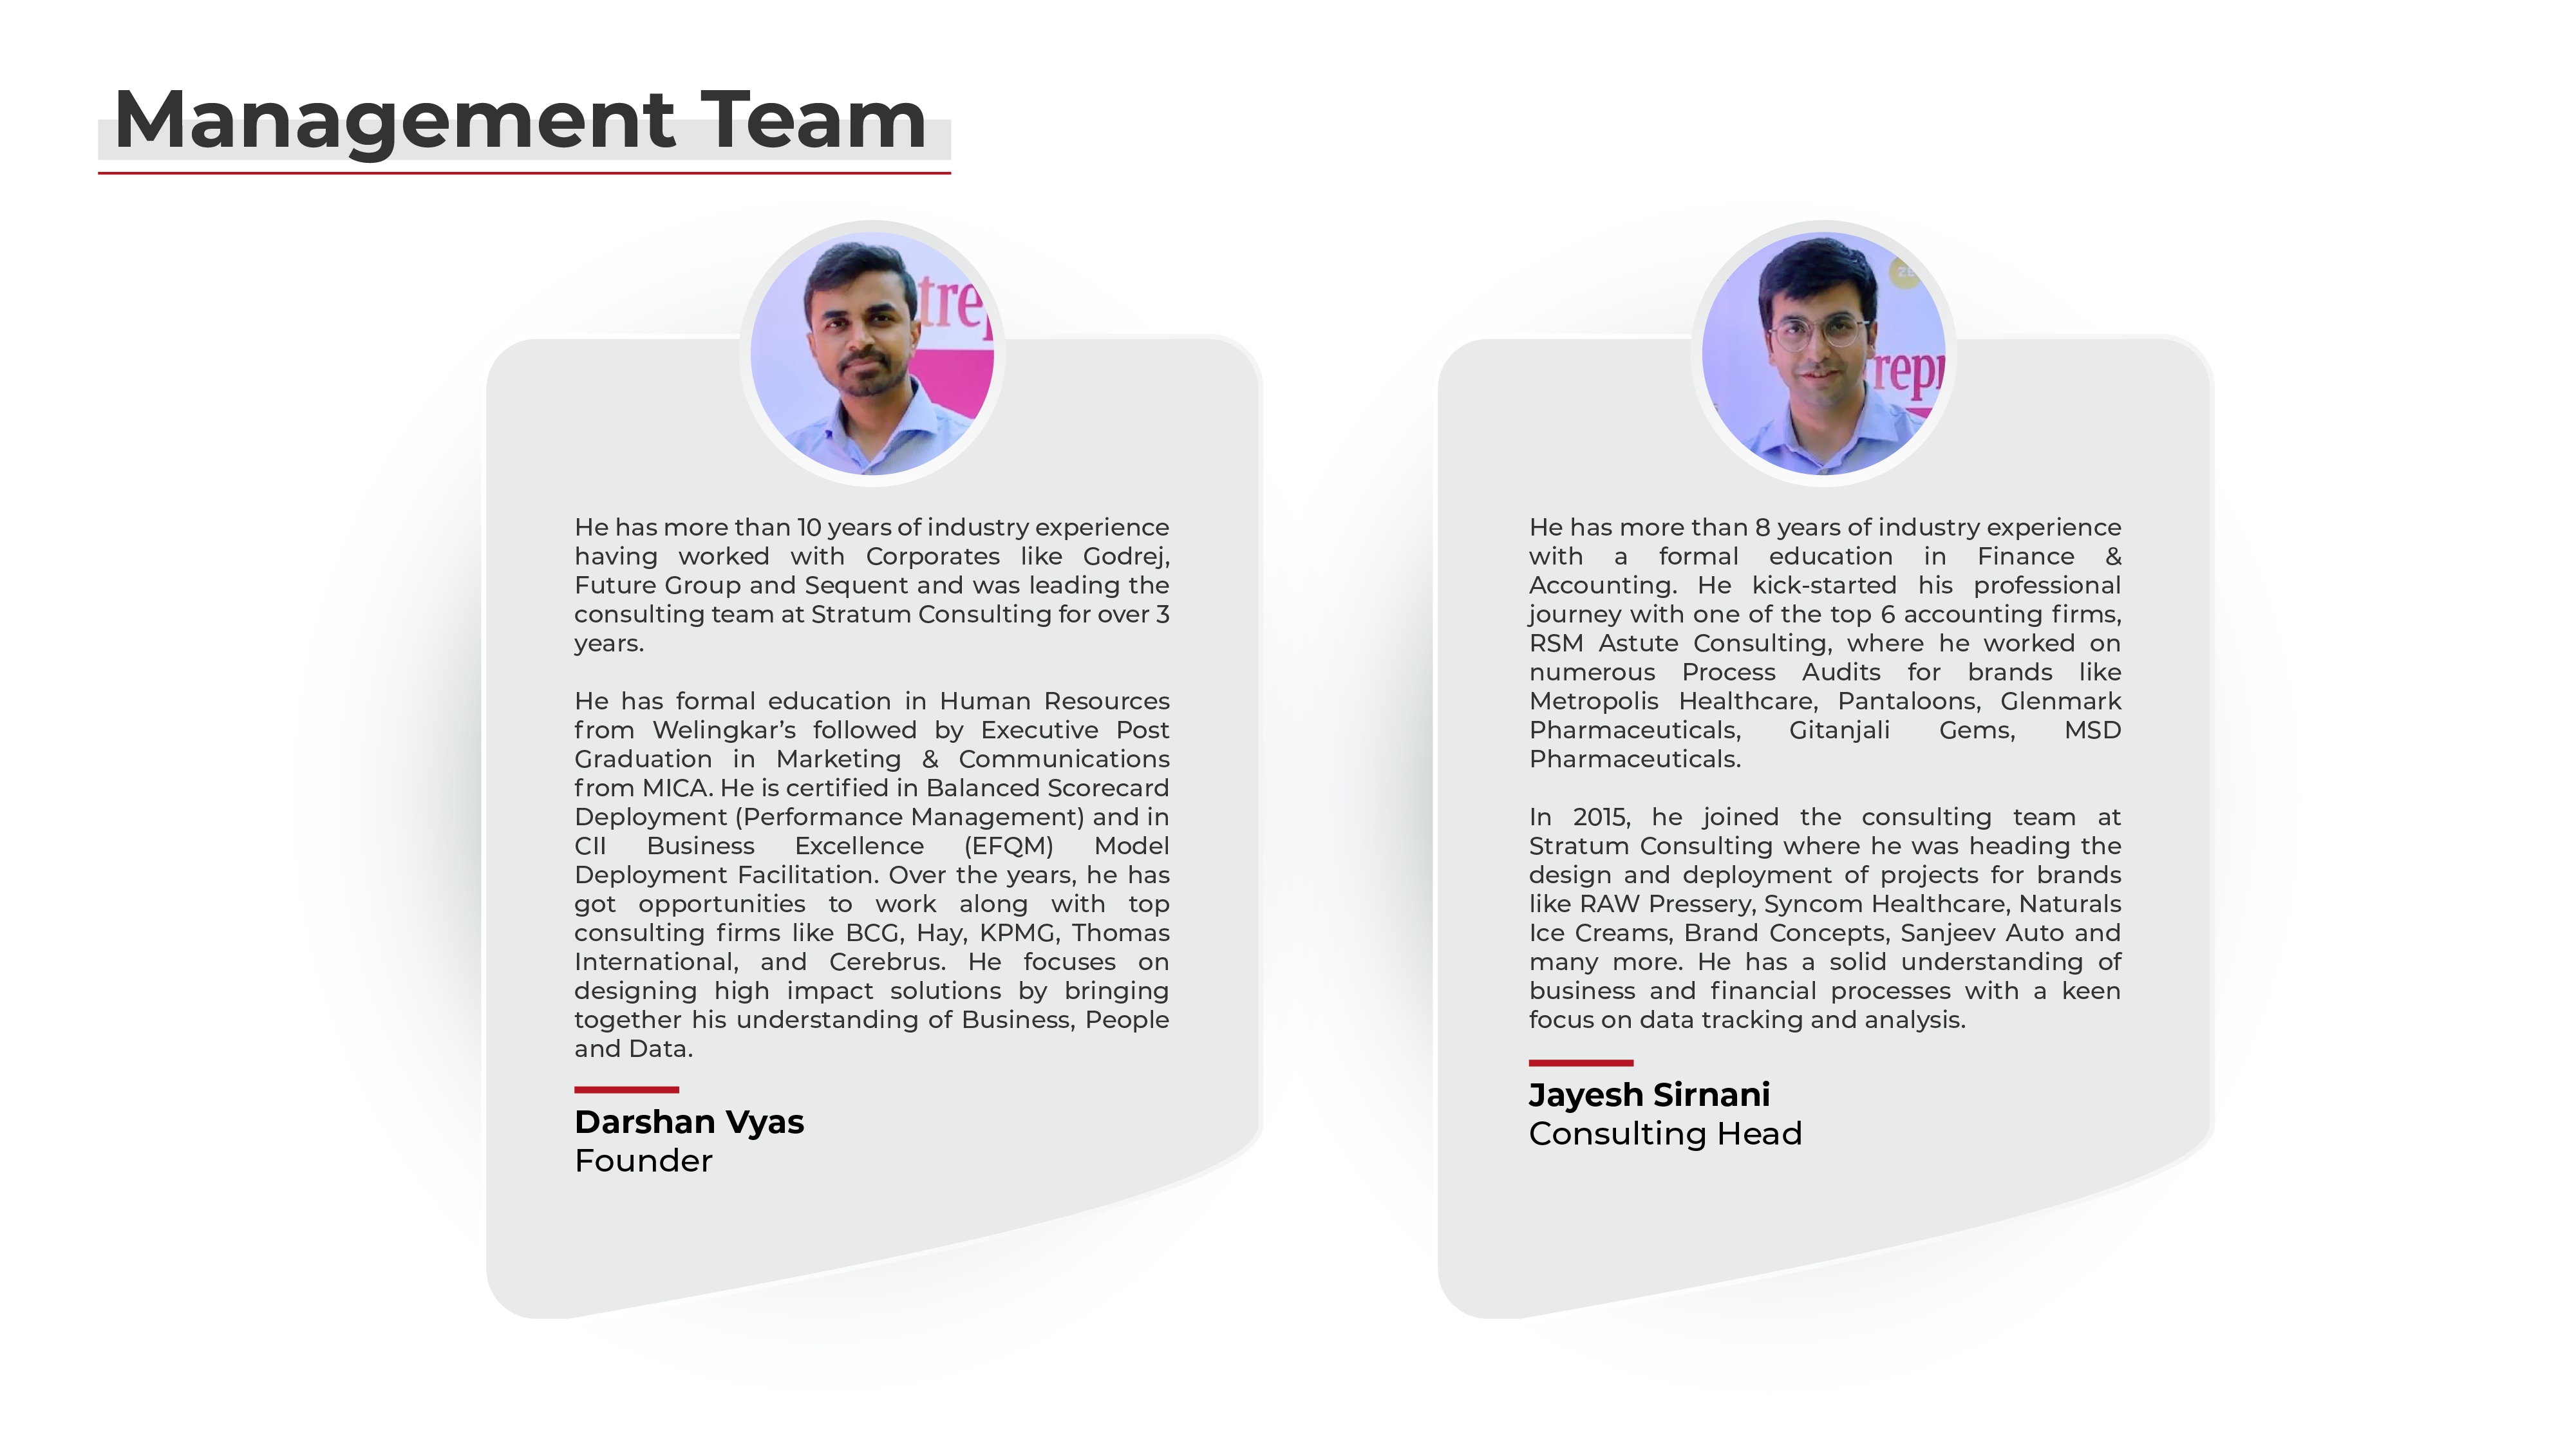 Management Team
tre
He has more than 10 years of industry experience
having worked with Corporates like Godrej,
Future Group and Sequent and was leading the
consulting team at Stratum Consulting for over 3
years.
He has formal education in Human Resources
from Welingkar’s followed by Executive Post
Graduation in Marketing & Communications
from MICA. He is certified in Balanced Scorecard
Deployment (Performance Management) and in
CII Business Excellence (EFQM) Model
Deployment Facilitation. Over the years, he has
got opportunities to work along with top
consulting firms like BCG, Hay, KPMG, Thomas
International, and Cerebrus. He focuses on
designing high impact solutions by bringing
together his understanding of Business, People
and Data.
Darshan Vyas
Founder
repr
He has more than 8 years of industry experience
with a formal education in Finance &
Accounting. He kick-started his professional
journey with one of the top 6 accounting firms,
RSM Astute Consulting, where he worked on
numerous Process Audits for brands like
Metropolis Healthcare, Pantaloons, Glenmark
Pharmaceuticals, Gitanjali Gems, MSD
Pharmaceuticals.
In 2015, he joined the consulting team at
Stratum Consulting where he was heading the
design and deployment of projects for brands
like RAW Pressery, Syncom Healthcare, Naturals
Ice Creams, Brand Concepts, Sanjeev Auto and
many more. He has a solid understanding of
business and financial processes with a keen
focus on data tracking and analysis.
Jayesh Sirnani
Consulting Head